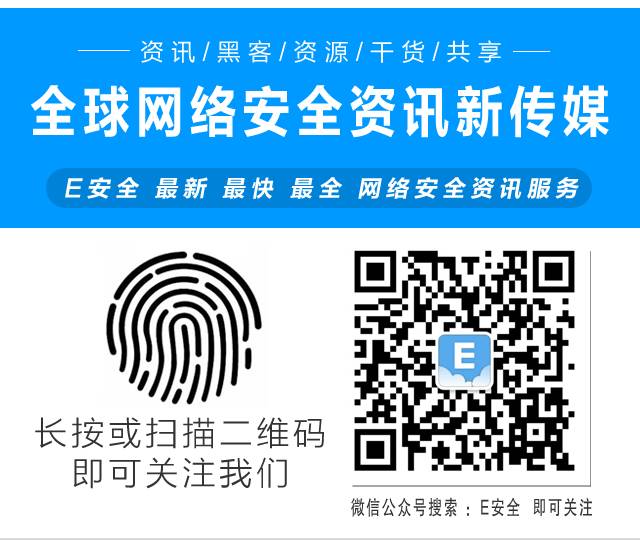 资讯/黑客/资源/干货/共享
全球网络安全资讯新传媒
E安全 最新 最快 最全 网络安全资讯服务
E
长按或扫描二维码
即可关注我们
微信公众号搜索：E安全 即可关注